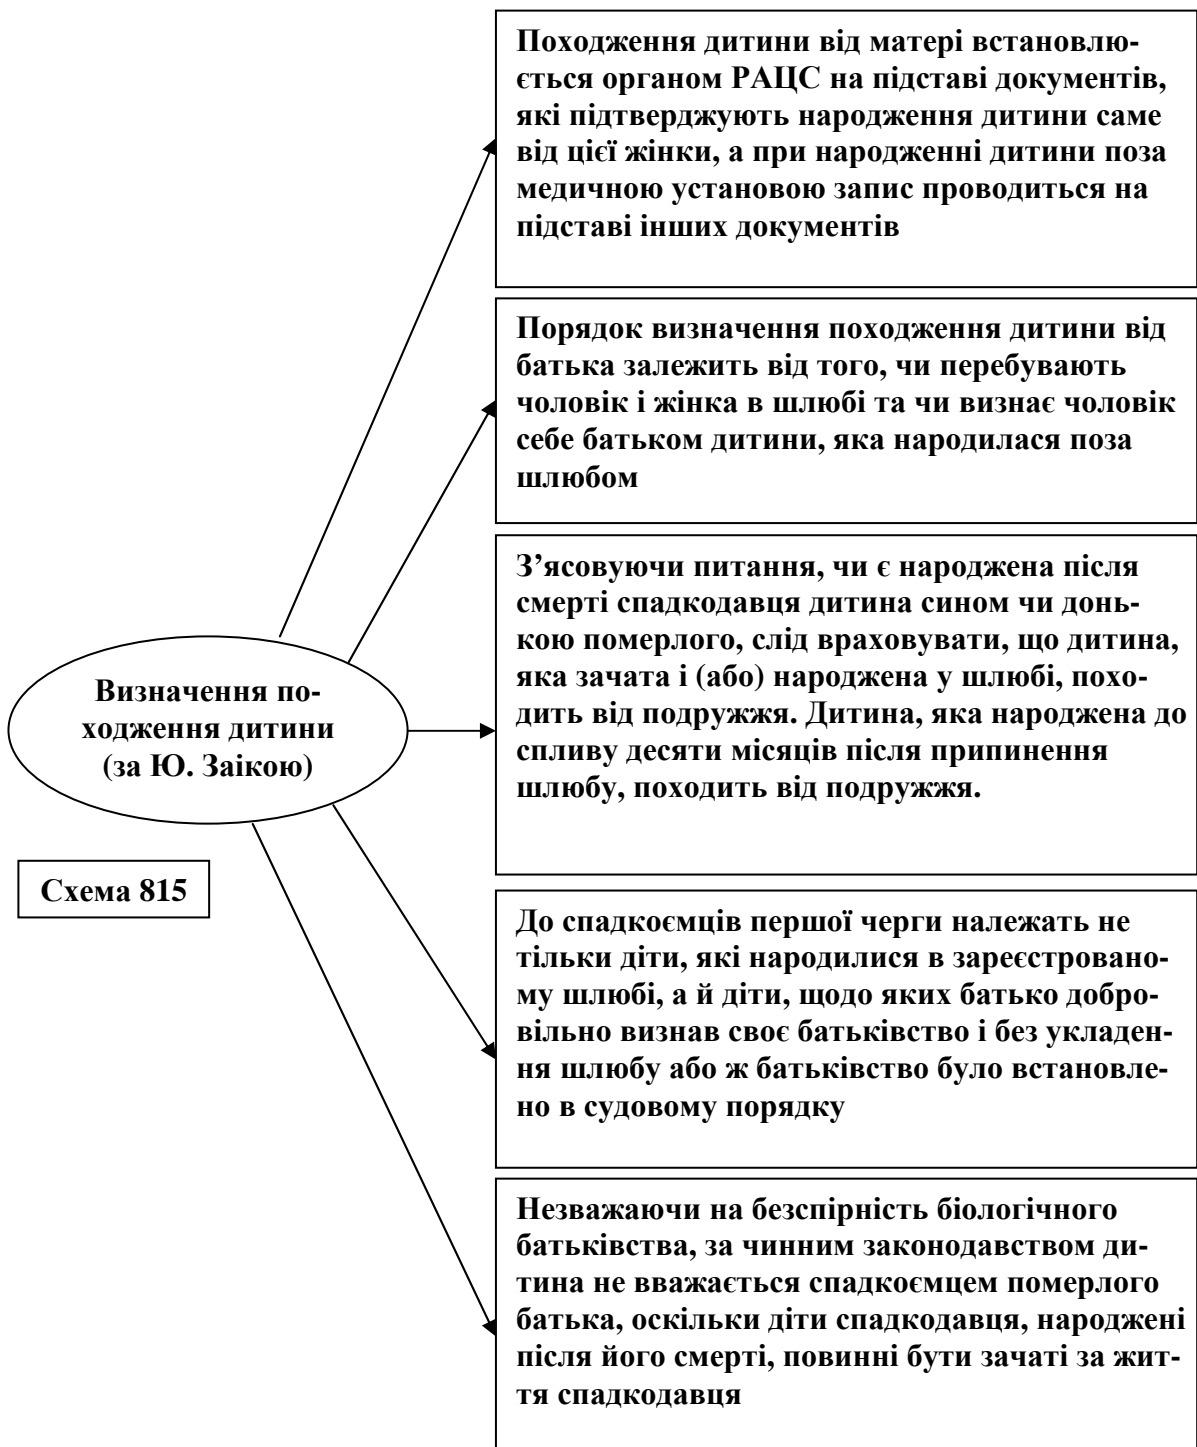 Походження дитини від матері встановлю-
ється органом РАЦС на підставі документів,
які підтверджують народження дитини саме
від цієї жінки, а при народженні дитини поза
медичною установою запис проводиться на
підставі інших документів
Порядок визначення походження дитини від
батька залежить від того, чи перебувають
чоловік і жінка в шлюбі та чи визнає чоловік
себе батьком дитини, яка народилася поза
шлюбом
З’ясовуючи питання, чи є народжена після
смерті спадкодавця дитина сином чи донь-
кою померлого, слід враховувати, що дитина,
яка зачата і (або) народжена у шлюбі, похо-
дить від подружжя. Дитина, яка народжена до
спливу десяти місяців після припинення
шлюбу, походить від подружжя.
Визначення по-
ходження дитини
(за Ю. Заікою)
Схема 815
До спадкоємців першої черги належать не
тільки діти, які народилися в зареєстровано-
му шлюбі, а й діти, щодо яких батько добро-
вільно визнав своє батьківство і без укладен-
ня шлюбу або ж батьківство було встановле-
но в судовому порядку
Незважаючи на безспірність біологічного
батьківства, за чинним законодавством ди-
тина не вважається спадкоємцем померлого
батька, оскільки діти спадкодавця, народжені
після його смерті, повинні бути зачаті за жит-
тя спадкодавця